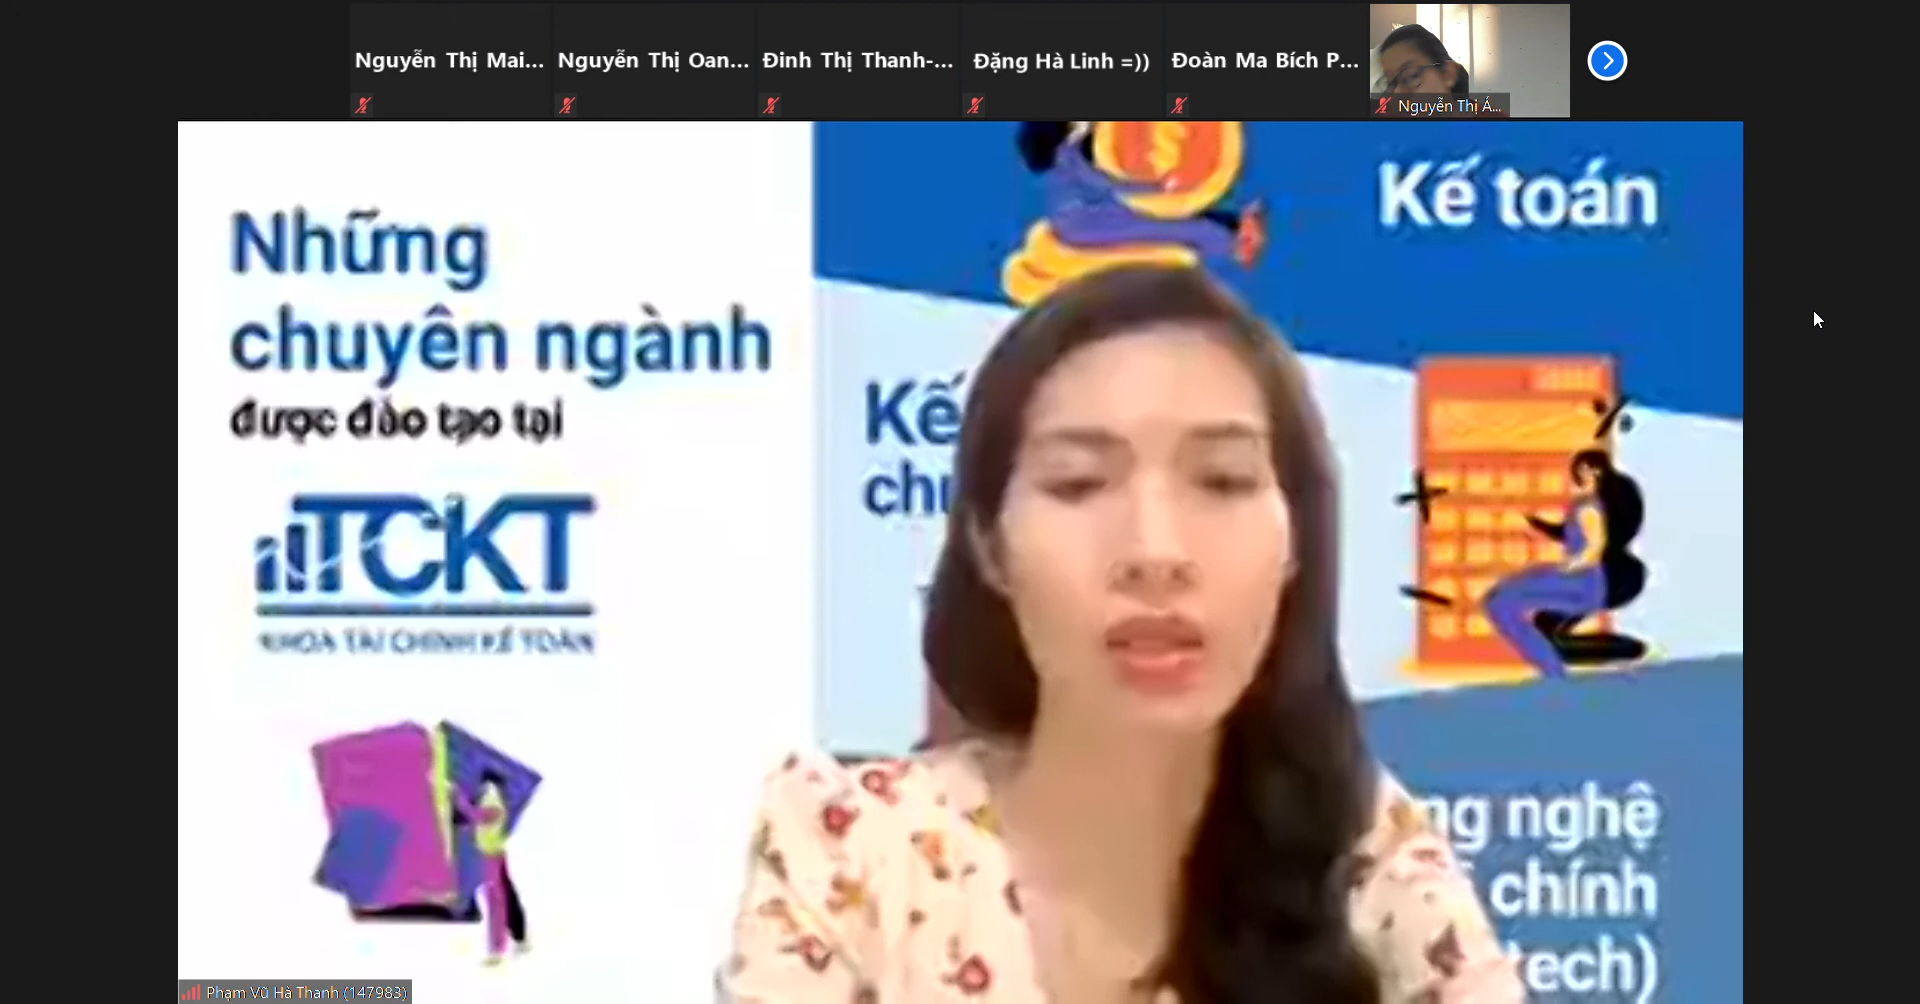 Nguyễn Thị Mai...
Nguyễn Thị Oan...
Đinh Thị Thanh-...
Đặng Hà Linh =))
Đoàn Ma Bích P...
Nguyễn Thị Á...
Những
chuyên ngành
được đào tạo tại
TCKT
KHOA TÀI CHÍNH KẾ TOÁN
Kế toán
$
Kế
chu
%
ng nghệ
chính
tech)
Phạm Vũ Hà Thanh (147983)